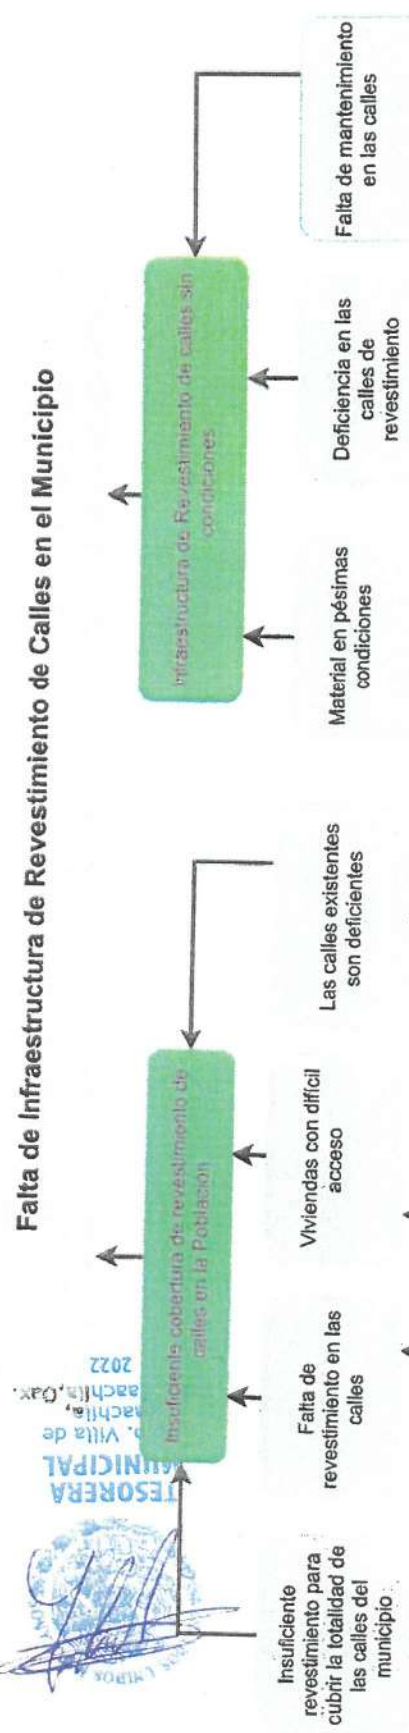 Falta de Infraestructura de Revestimiento de Calles en el Municipio
TESORERA
MUNICIPAL
Villa de
2022
Insuficiente cobertura de revestimiento de
calles en la Población
Infraestructura de Revestimiento de calles sin
condiciones
Insuficiente
revestimiento para
cubrir la totalidad de
las calles del
municipio
Falta de
revestimiento en las
calles
Viviendas con difícil
acceso
Las calles existentes
son deficientes
Material en pésimas
condiciones
Deficiencia en las
calles de
revestimiento
Falta de mantenimiento
en las calles